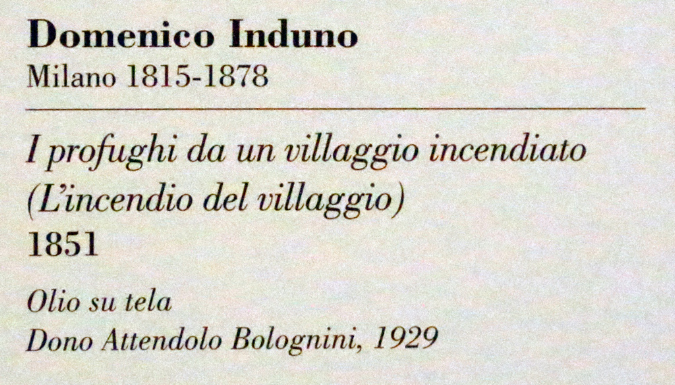 Domenico Induno
Milano 1815-1878
I profughi da un villaggio incendiato
(L'incendio del villaggio)
1851
Olio su tela
Dono Attendolo Bolognini, 1929